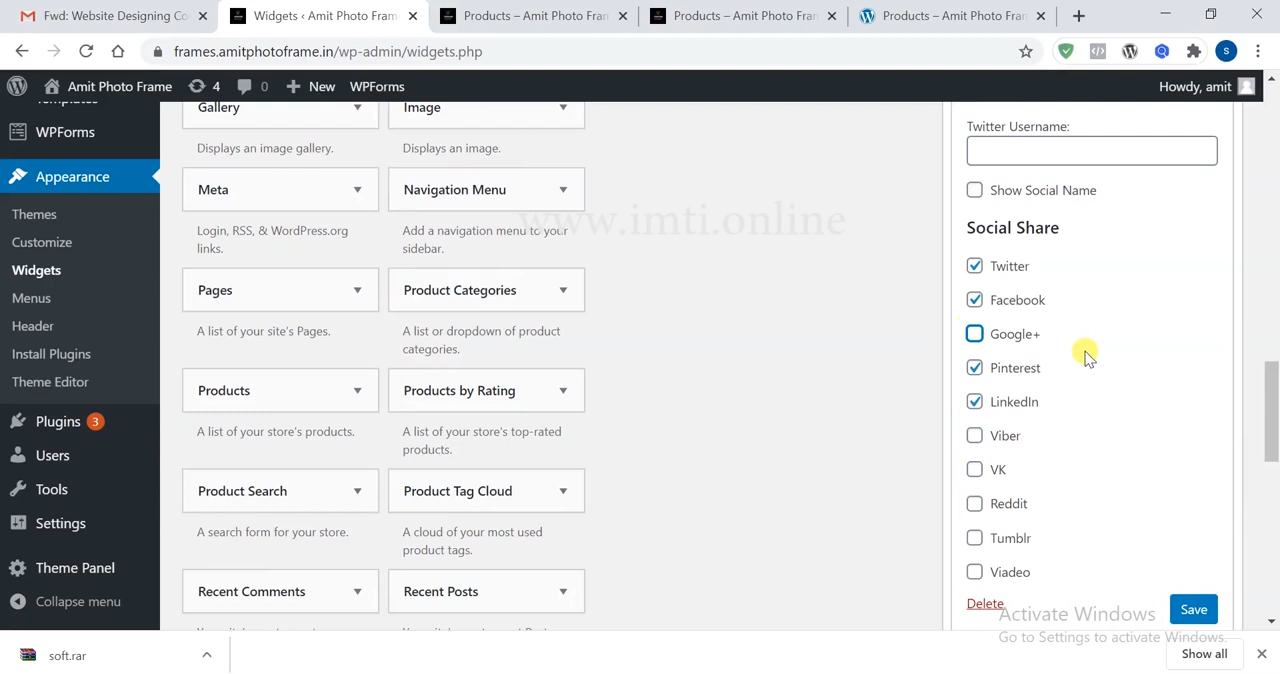 Fwd: Website Designing Co
Widgets ‹ Amit Photo Fram
Products – Amit Photo Fran
Products – Amit Photo Fram
Products – Amit Photo Fran
frames.amitphotoframe.in/wp-admin/widgets.php
S
Amit Photo Frame
4
0
New
WPForms
Howdy, amit
Templates
WPForms
Appearance
Themes
Customize
Widgets
Menus
Header
Install Plugins
Theme Editor
Plugins 3
Users
Tools
Settings
Theme Panel
Collapse menu
Gallery
Image
Displays an image gallery.
Displays an image.
Meta
Navigation Menu
Login, RSS, & WordPress.org
links.
Add a navigation menu to your
sidebar.
Pages
Product Categories
A list of your site's Pages.
A list or dropdown of product
categories.
Products
Products by Rating
A list of your store's products.
A list of your store's top-rated
products.
Product Search
Product Tag Cloud
A search form for your store.
A cloud of your most used
product tags.
Recent Comments
Recent Posts
www.imti.online
Twitter Username:
Show Social Name
Social Share
Twitter
Facebook
Google+
Pinterest
LinkedIn
Viber
VK
Reddit
Tumblr
Viadeo
Delete
Save
Activate Windows
Go to Settings to activate Windows.
soft.rar
Show all